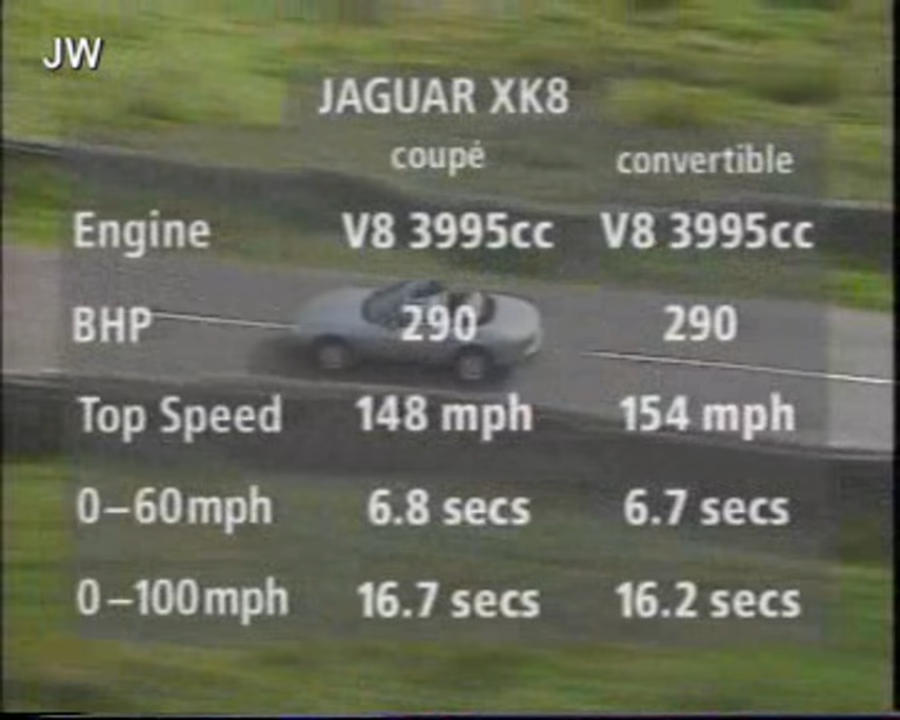 JW
JAGUAR XK8
coupé convertible
Engine V8 3995cc V8 3995cc
BHP 290 290
Top Speed 148 mph 154 mph
0–60mph 6.8 secs 6.7 secs
0–100mph 16.7 secs 16.2 secs